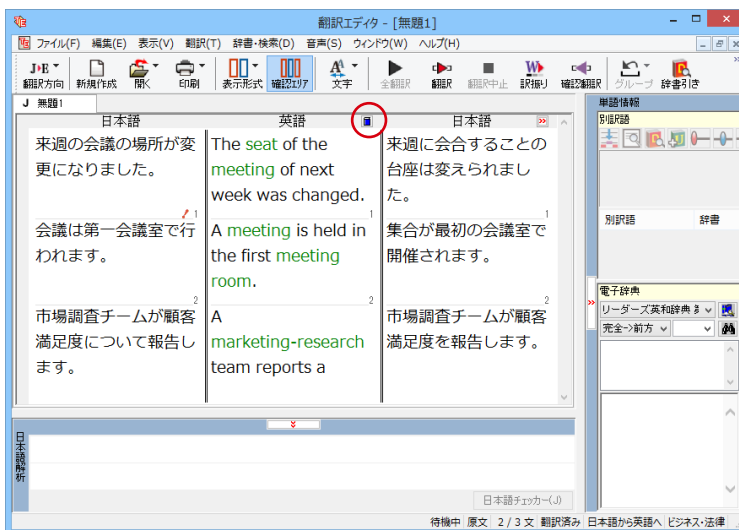 翻訳エディタ - [無題1]
ファイル(F) 編集(E) 表示(V) 翻訳(T) 辞書・検索(D) 音声(S) ウィンドウ(W) ヘルプ(H)
翻訳方向 新規作成 開く 印刷 表示形式 確認エリア 文字 全翻訳 翻訳 翻訳中止 訳振り 確認翻訳 グループ 辞書引き
J 無題1
日本語 英語 日本語
来週の会議の場所が変
更になりました。
The seat of the
meeting of next
week was changed.
来週に会合することの
台座は変えられまし
た。
1 1 1
会議は第一会議室で行
われます。
A meeting is held in
the first meeting
room.
集合が最初の会議室で
開催されます。
2 2 2
市場調査チームが顧客
満足度について報告し
ます。
A
marketing-research
team reports a
市場調査チームが顧客
満足度を報告します。
単語情報
別訳語
別訳語 辞書
電子辞典
リーダーズ英和辞典
完全->前方
日本語解析
日本語チェッカー(J)
待機中 原文 2 / 3 文 翻訳済み 日本語から英語へ ビジネス・法律